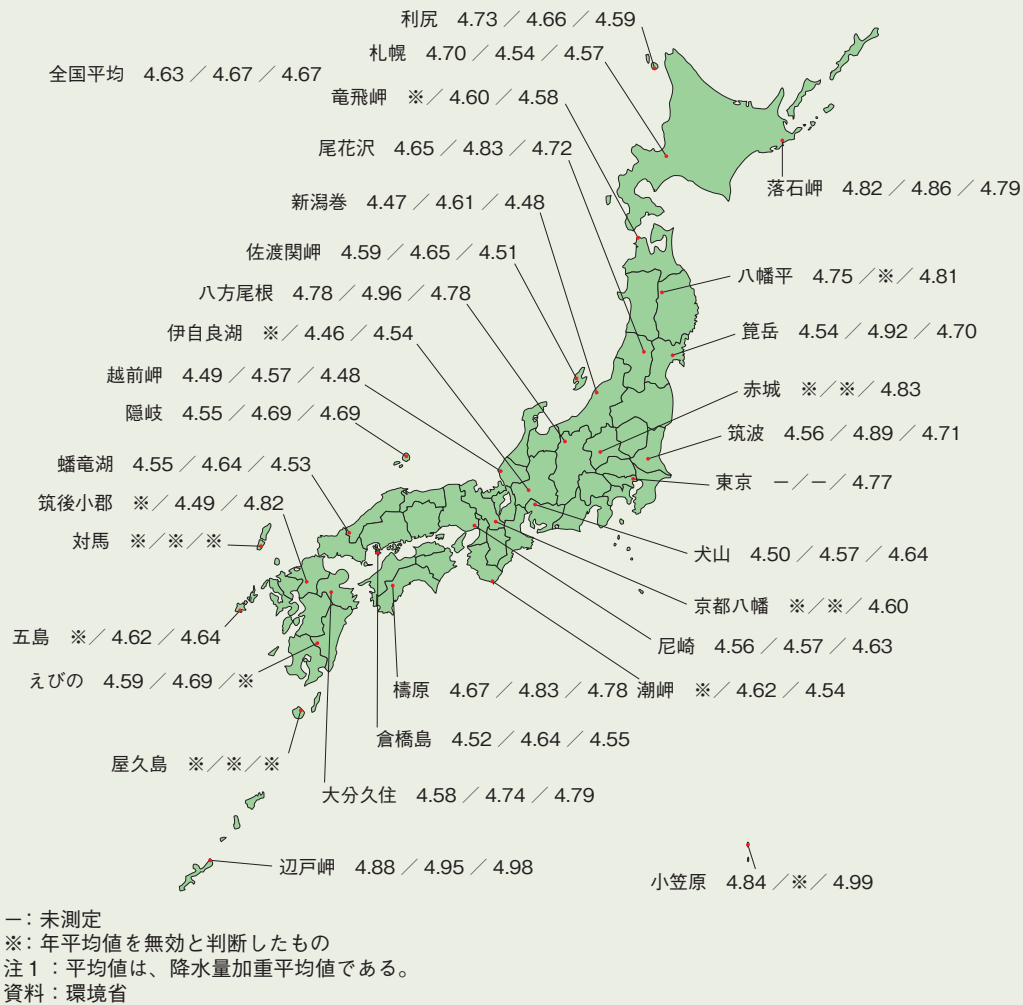 利尻 4.73 ／ 4.66 ／ 4.59
札幌 4.70 ／ 4.54 ／ 4.57
全国平均 4.63 ／ 4.67 ／ 4.67
竜飛岬 ※／ 4.60 ／ 4.58
尾花沢 4.65 ／ 4.83 ／ 4.72
落石岬 4.82 ／ 4.86 ／ 4.79
新潟巻 4.47 ／ 4.61 ／ 4.48
佐渡関岬 4.59 ／ 4.65 ／ 4.51
八幡平 4.75 ／※／ 4.81
八方尾根 4.78 ／ 4.96 ／ 4.78
伊自良湖 ※／ 4.46 ／ 4.54
箟岳 4.54 ／ 4.92 ／ 4.70
越前岬 4.49 ／ 4.57 ／ 4.48
赤城 ※／※／ 4.83
隠岐 4.55 ／ 4.69 ／ 4.69
筑波 4.56 ／ 4.89 ／ 4.71
蟠竜湖 4.55 ／ 4.64 ／ 4.53
東京 －／－／ 4.77
筑後小郡 ※／ 4.49 ／ 4.82
対馬 ※／※／※
犬山 4.50 ／ 4.57 ／ 4.64
京都八幡 ※／※／ 4.60
五島 ※／ 4.62 ／ 4.64
尼崎 4.56 ／ 4.57 ／ 4.63
えびの 4.59 ／ 4.69 ／※
檮原 4.67 ／ 4.83 ／ 4.78
潮岬 ※／ 4.62 ／ 4.54
倉橋島 4.52 ／ 4.64 ／ 4.55
屋久島 ※／※／※
大分久住 4.58 ／ 4.74 ／ 4.79
辺戸岬 4.88 ／ 4.95 ／ 4.98
小笠原 4.84 ／※／ 4.99
－：未測定
※：年平均値を無効と判断したもの
注１：平均値は、降水量加重平均値である。
資料：環境省